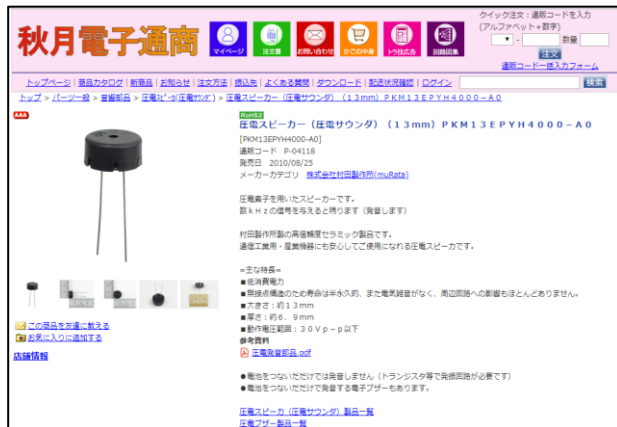 秋月電子通商
マイページ
注文書
お問い合わせ
かごの中身
トラ技広告
回路図集
クイック注文：通販コードを入力
(アルファベット+数字)
- 数量
注文
通販コード一括入力フォーム
トップページ | 商品カタログ | 新商品 | お知らせ | 注文方法 | 振込先 | よくある質問 | ダウンロード | 配送状況確認 | ログイン
検索
トップ > パーツ一般 > 音響部品 > 圧電スピーカ(圧電サウンダ) > 圧電スピーカー（圧電サウンダ）（１３ｍｍ）ＰＫＭ１３ＥＰＹＨ４０００－Ａ０
AAA
RoHS2
圧電スピーカー（圧電サウンダ）（１３ｍｍ）ＰＫＭ１３ＥＰＹＨ４０００－Ａ０
[PKM13EPYH4000-A0]
通販コード P-04118
発売日 2010/08/25
メーカーカテゴリ 株式会社村田製作所(muRata)
圧電素子を用いたスピーカーです。
数ｋＨｚの信号を与えると鳴ります（発音します）
村田製作所製の高信頼度セラミック製品です。
通信工業用・産業機器にも安心してご使用になれる圧電スピーカです。
=主な特長=
■低消費電力
■無接点構造のため寿命は半永久的、また電気雑音がなく、周辺回路への影響もほとんどありません。
■大きさ：約１３ｍｍ
■厚さ：約６．９ｍｍ
■動作電圧範囲：３０Ｖｐ－ｐ以下
参考資料
圧電発音部品.pdf
●電池をつないだだけでは発音しません（トランジスタ等で発振回路が必要です）
●電池をつないだだけで発音する電子ブザーもあります。
圧電スピーカ（圧電サウンダ）製品一覧
圧電ブザー製品一覧
この商品を友達に教える
お気に入りに追加する
店舗情報